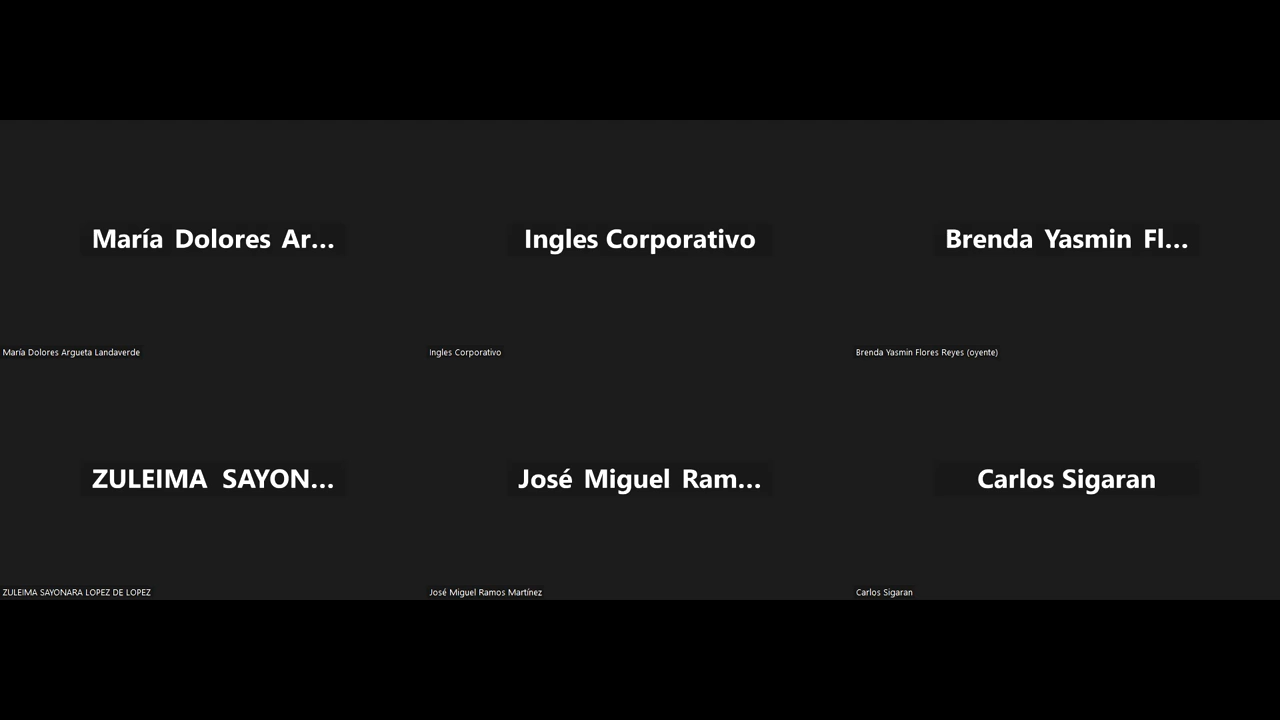 María Dolores Ar...
Ingles Corporativo
Brenda Yasmin Fl...
María Dolores Argueta Landaverde
Ingles Corporativo
Brenda Yasmin Flores Reyes (oyente)
ZULEIMA SAYON...
José Miguel Ram...
Carlos Sigaran
ZULEIMA SAYONARA LOPEZ DE LOPEZ
José Miguel Ramos Martínez
Carlos Sigaran